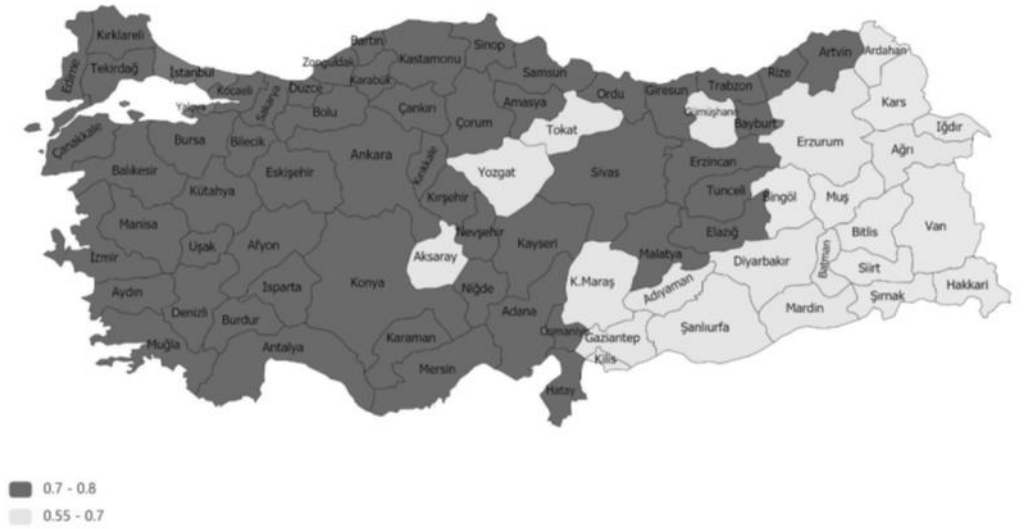 Kırklareli
Edirne
Tekirdağ
İstanbul
Kocaeli
Yalova
Sakarya
Düzce
Zonguldak
Bartın
Karabük
Kastamonu
Sinop
Samsun
Bolu
Çankırı
Çorum
Amasya
Tokat
Ordu
Giresun
Trabzon
Gümüşhane
Bayburt
Rize
Artvin
Ardahan
Kars
Iğdır
Erzurum
Ağrı
Çanakkale
Bursa
Bilecik
Balıkesir
Kütahya
Eskişehir
Ankara
Kırıkkale
Kırşehir
Yozgat
Sivas
Erzincan
Tunceli
Bingöl
Muş
Bitlis
Van
Manisa
Uşak
Afyon
İzmir
Aydın
Denizli
Isparta
Burdur
Konya
Aksaray
Nevşehir
Kayseri
Niğde
Malatya
Elazığ
Diyarbakır
Batman
Siirt
Hakkari
Şırnak
Mardin
Şanlıurfa
Adıyaman
K.Maraş
Adana
Osmaniye
Gaziantep
Kilis
Hatay
Muğla
Antalya
Karaman
Mersin
0.7 - 0.8
0.55 - 0.7